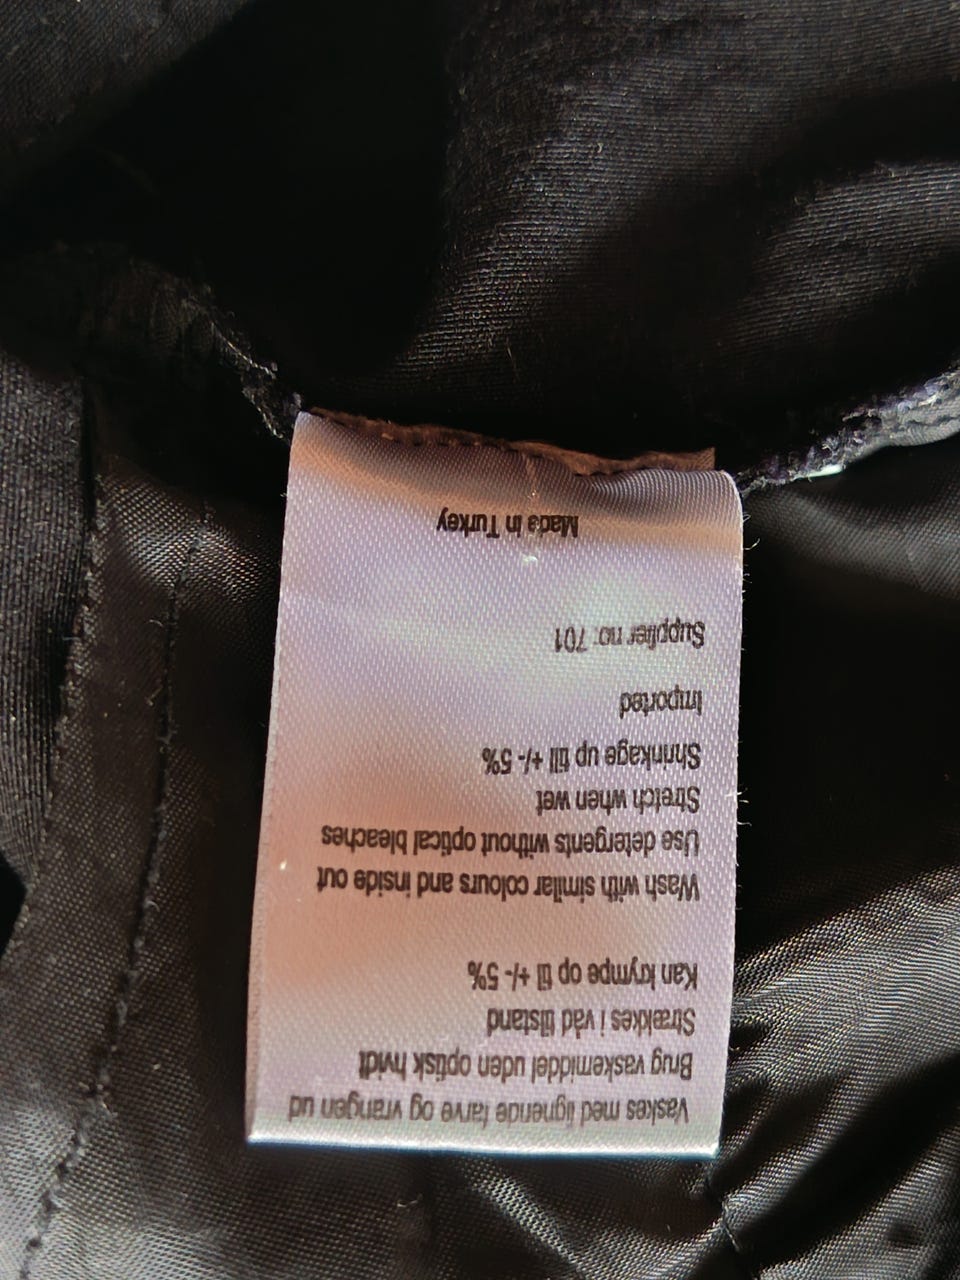 Vaskes med lignende farve og vrangen ud
Brug vaskemiddel uden optisk hvidt
Strækkes i våd tilstand
Kan krympe op til +/- 5%
Wash with similar colours and inside out
Use detergents without optical bleaches
Stretch when wet
Shrinkage up till +/- 5%
Imported
Supplier no: 701
Made in Turkey